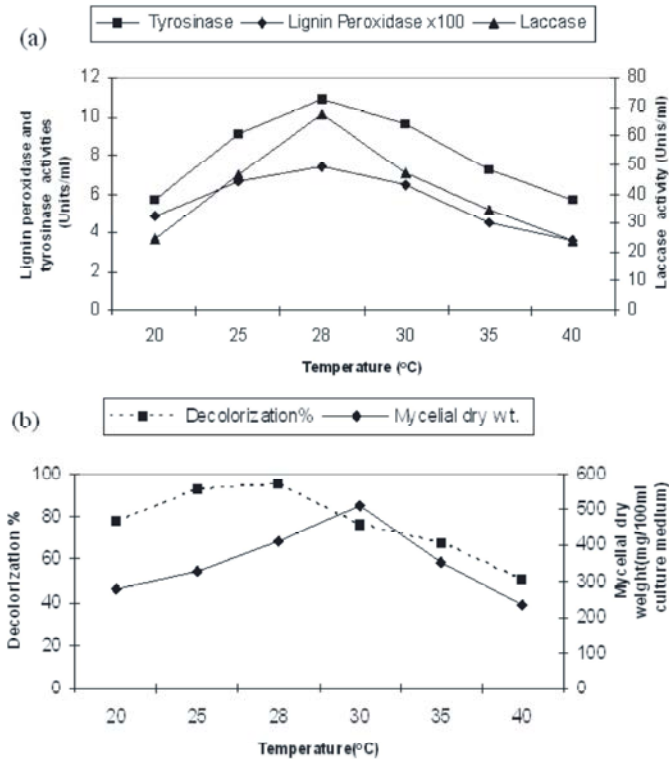 (a)
Tyrosinase Lignin Peroxidase x100 Laccase
Lignin peroxidase and
tyrosinase activities
(Units/ml)
12
10
8
6
4
2
0
80
70
60
50
40
30
20
10
0
Laccase activity (Unis/ml)
20 25 28 30 35 40
Temperature (°C)
(b)
Decolorization% Mycelial dry wt.
Decolorization %
100
80
60
40
20
0
600
500
400
300
200
100
0
Mycelial dry
weight(mg/100ml
culture medium)
20 25 28 30 35 40
Temperature(°C)